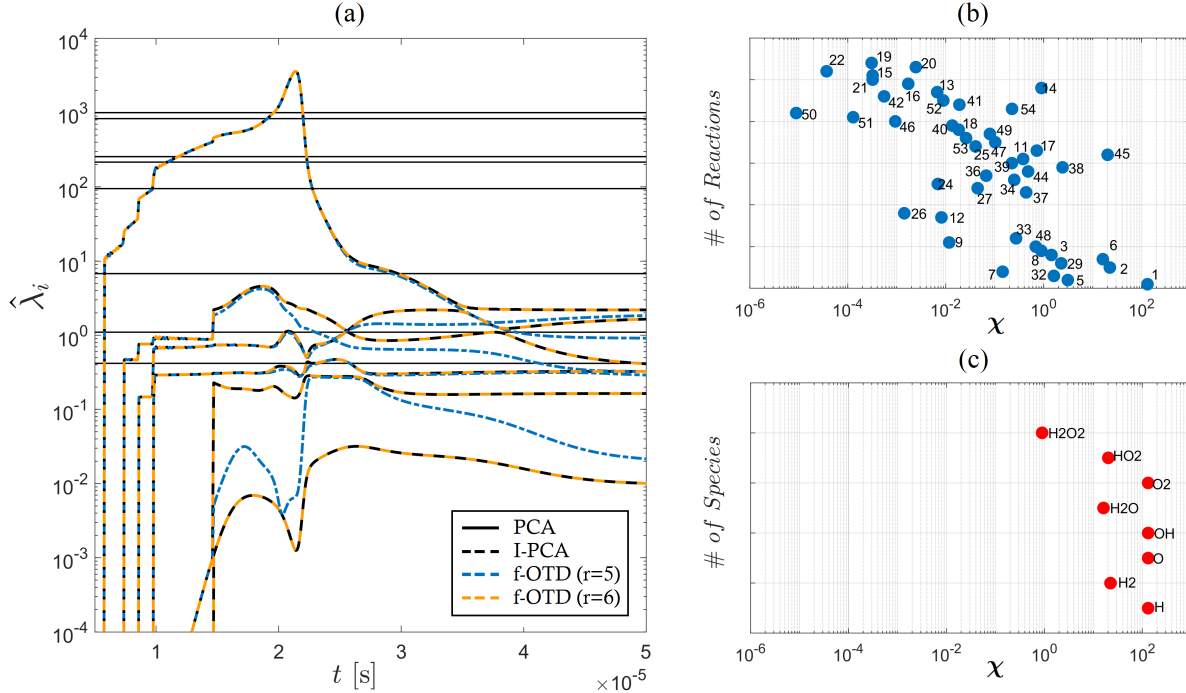 (a)
10^4
10^3
10^2
10^1
10^0
10^-1
10^-2
10^-3
10^-4
λ̂_i
1 2 3 4 5
t [s]
×10^-5
PCA
I-PCA
f-OTD (r=5)
f-OTD (r=6)
(b)
# of Reactions
22 19 20
15
21 13 14
42 16 52 41 54
50 51 46 40 18 49
53 25 47 11 17 45
36 39 44 38
24 27 34 37
26 12
9 33 48 3 6
7 8 29 2
32 5 1
10^-6 10^-4 10^-2 10^0 10^2
χ
(c)
# of Species
H2O2
HO2
O2
H2O
OH
O
H2
H
10^-6 10^-4 10^-2 10^0 10^2
χ